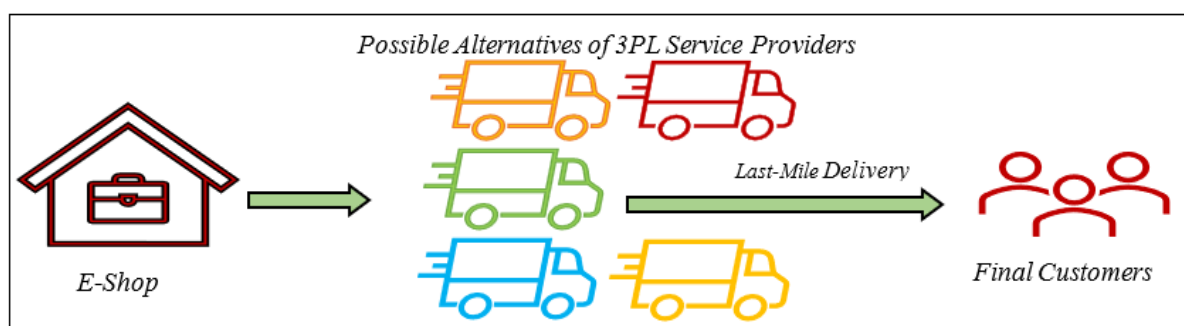 Possible Alternatives of 3PL Service Providers
Last-Mile Delivery
E-Shop
Final Customers